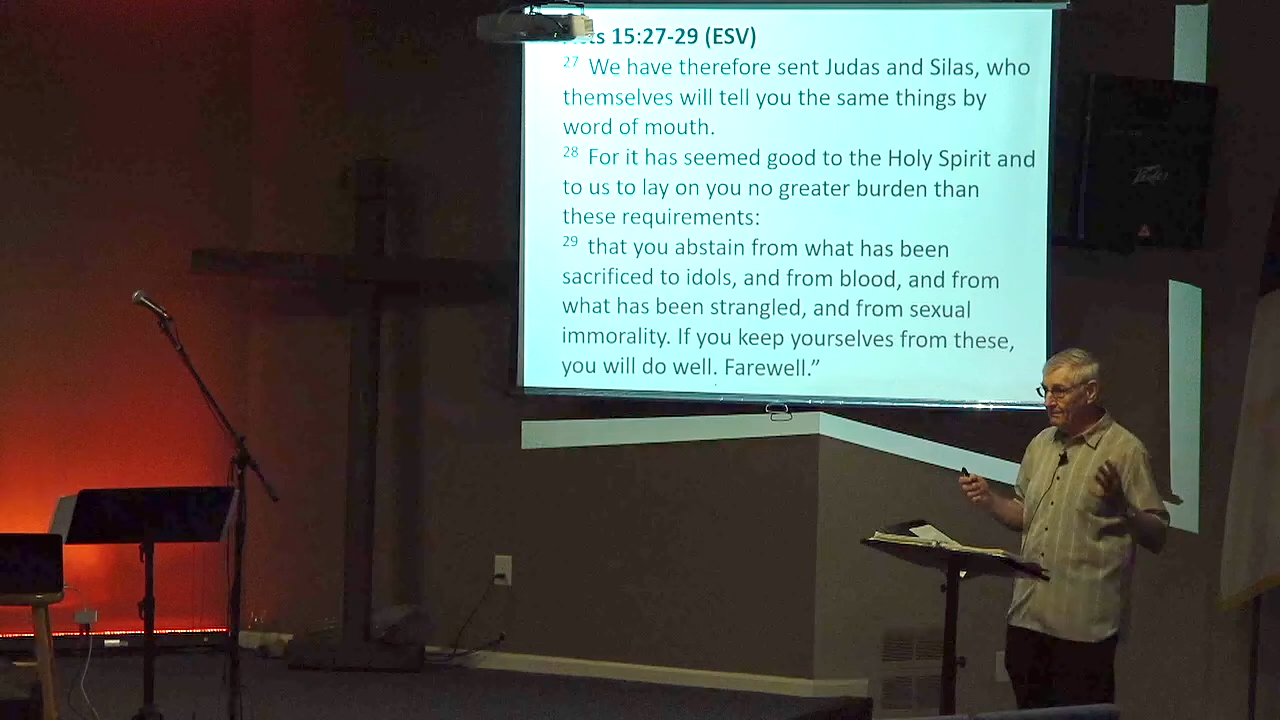 ts 15:27-29 (ESV)
27 We have therefore sent Judas and Silas, who
themselves will tell you the same things by
word of mouth.
28 For it has seemed good to the Holy Spirit and
to us to lay on you no greater burden than
these requirements:
29 that you abstain from what has been
sacrificed to idols, and from blood, and from
what has been strangled, and from sexual
immorality. If you keep yourselves from these,
you will do well. Farewell.”
Peavey